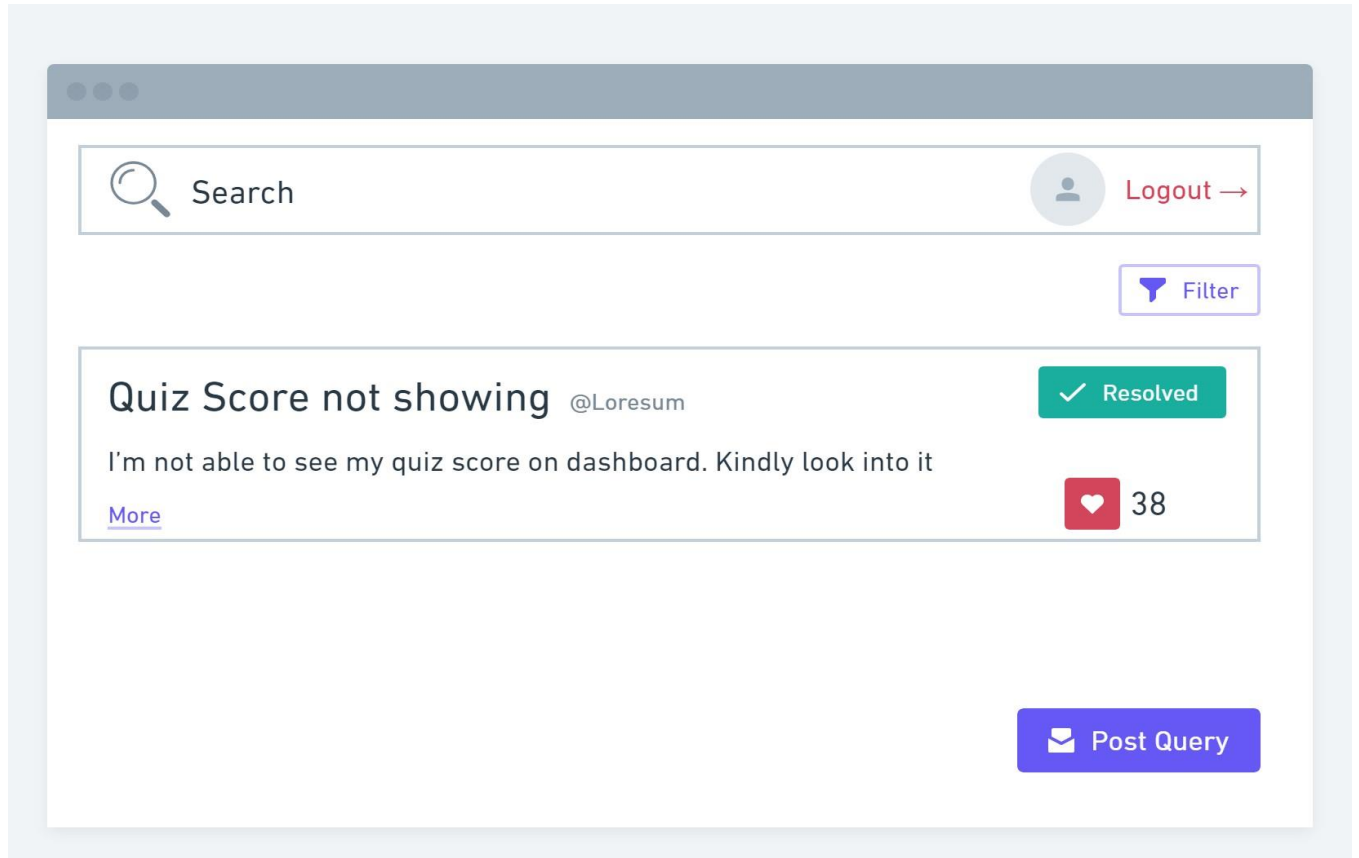 Search
Logout →
Filter
Quiz Score not showing @Loresum
Resolved
I'm not able to see my quiz score on dashboard. Kindly look into it
More
38
Post Query